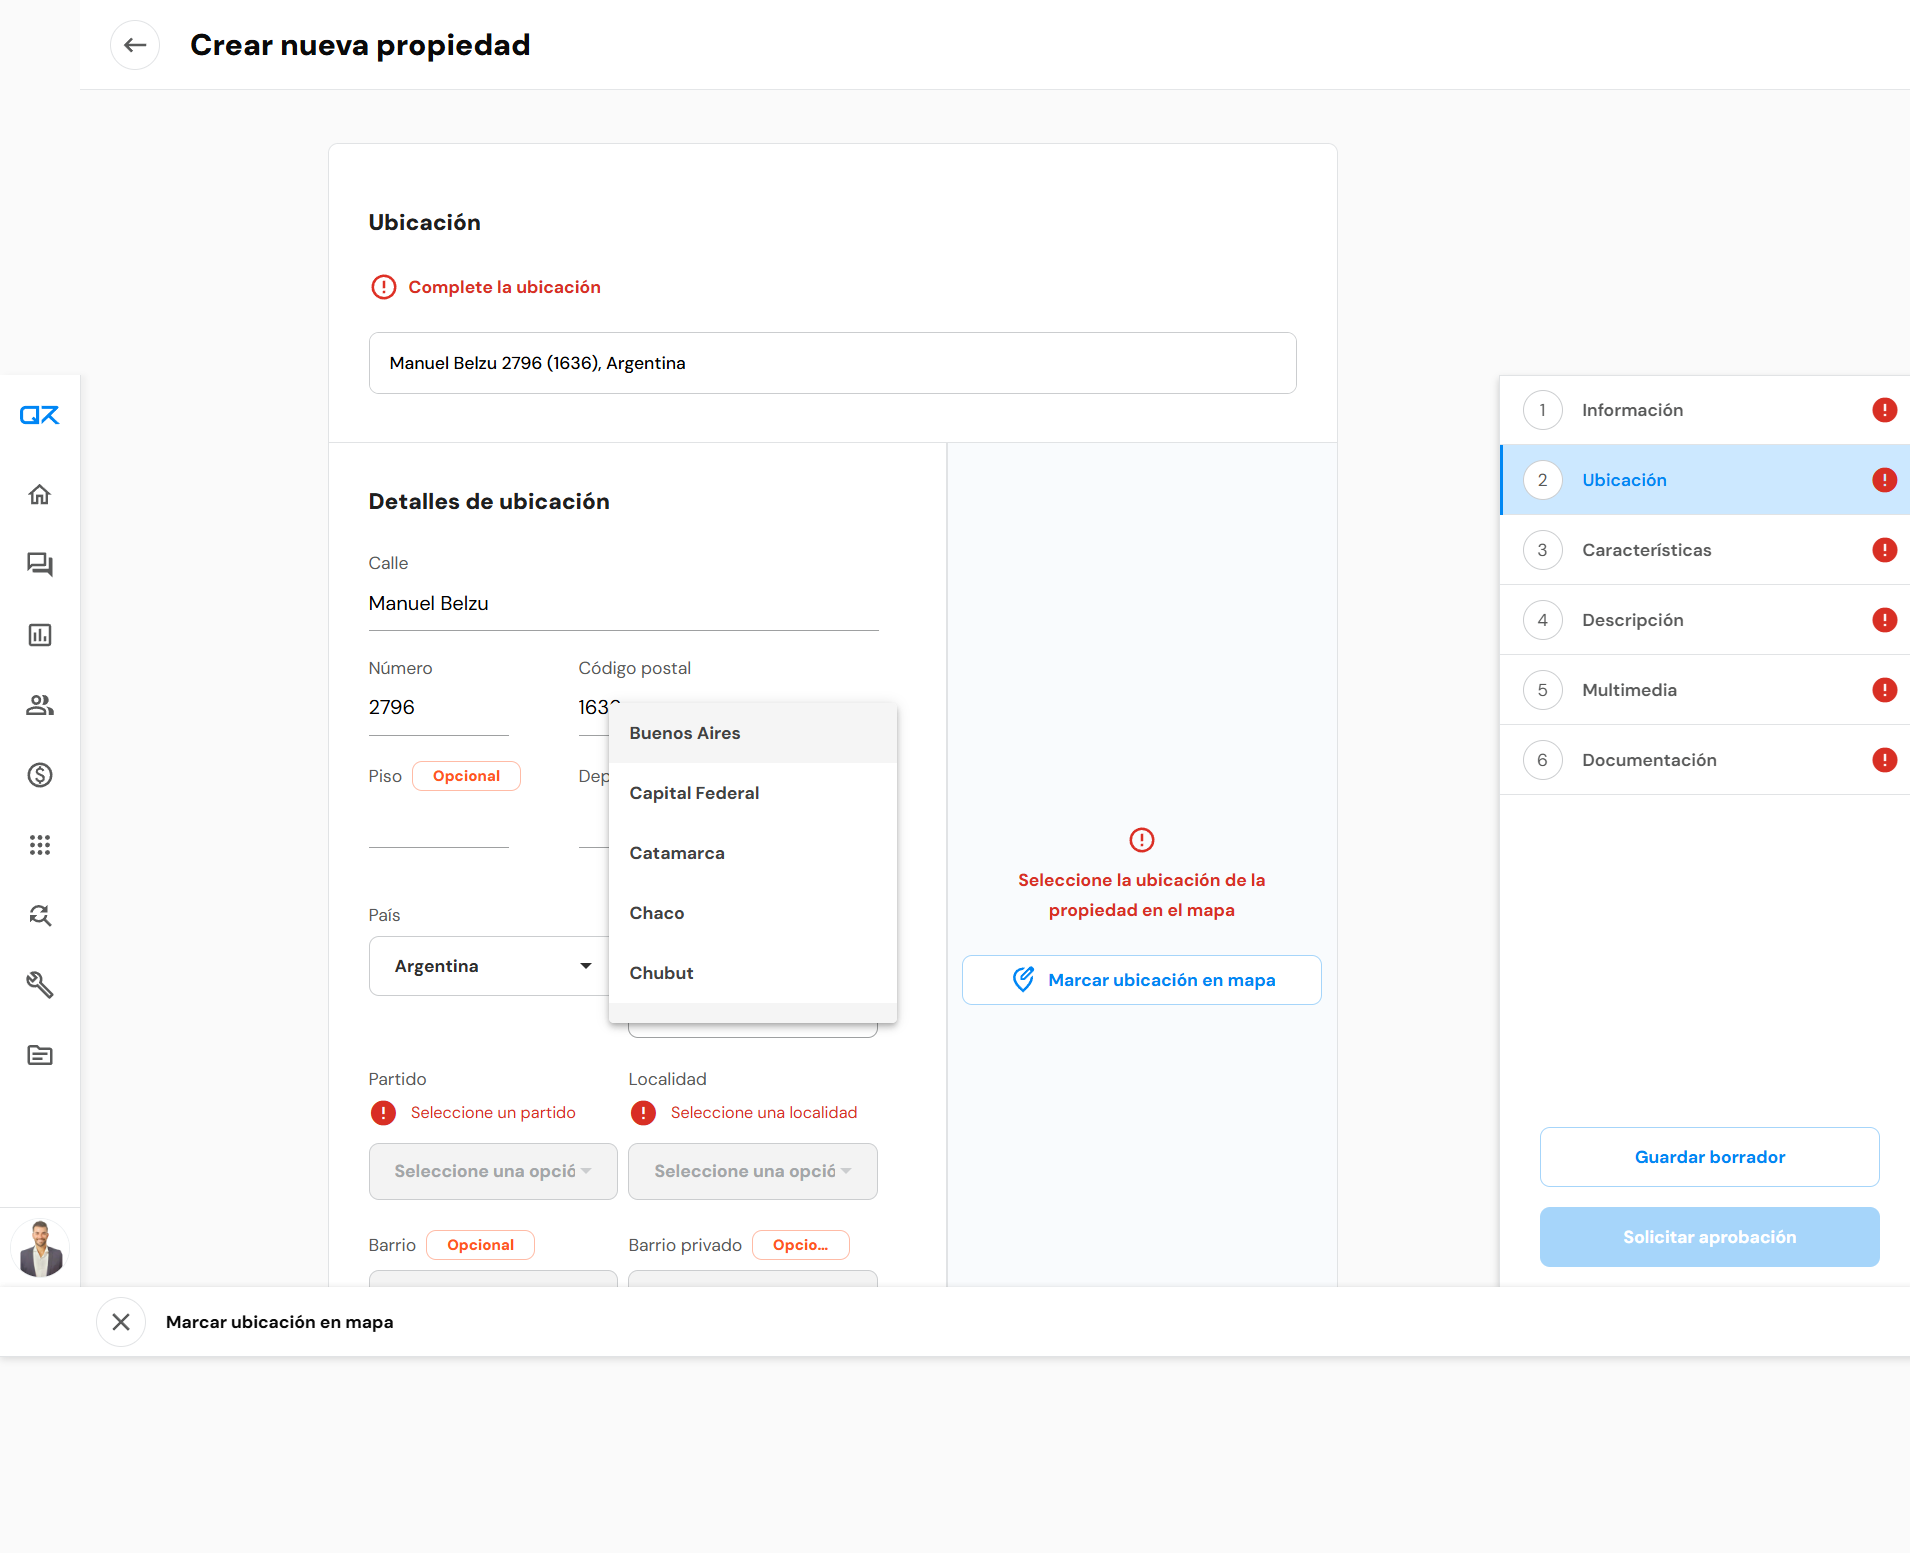 Crear nueva propiedad
Ubicación
Complete la ubicación
Manuel Belzu 2796 (1636), Argentina
Detalles de ubicación
Calle
Manuel Belzu
Número
Código postal
2796
Piso
Opcional
Dep
Buenos Aires
Capital Federal
Catamarca
Chaco
Chubut
País
Argentina
Partido
Localidad
Seleccione un partido
Seleccione una localidad
Seleccione una opció
Seleccione una opció
Barrio
Opcional
Barrio privado
Opcio...
Seleccione la ubicación de la
propiedad en el mapa
Marcar ubicación en mapa
1
Información
2
Ubicación
3
Características
4
Descripción
5
Multimedia
6
Documentación
Guardar borrador
Solicitar aprobación
Marcar ubicación en mapa